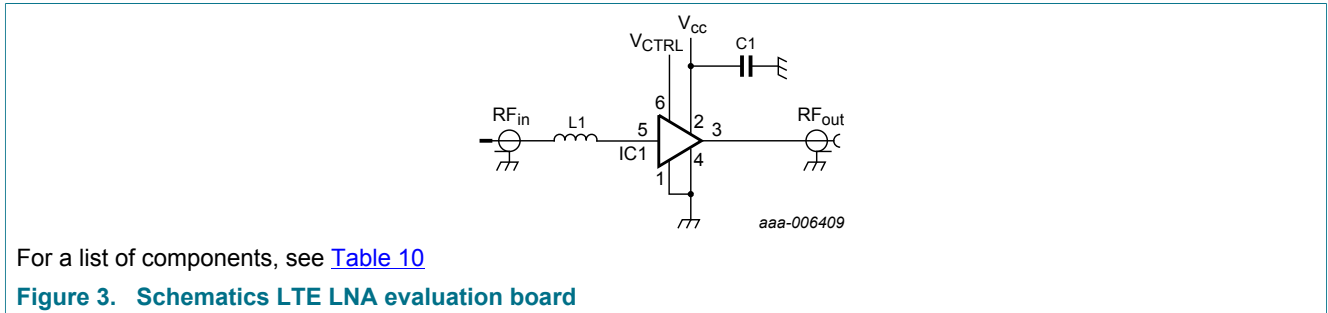 Vcc
VCTRL
C1
6
RFin
L1
5
2
3
RFout
IC1
4
1
aaa-006409
For a list of components, see Table 10
Figure 3. Schematics LTE LNA evaluation board